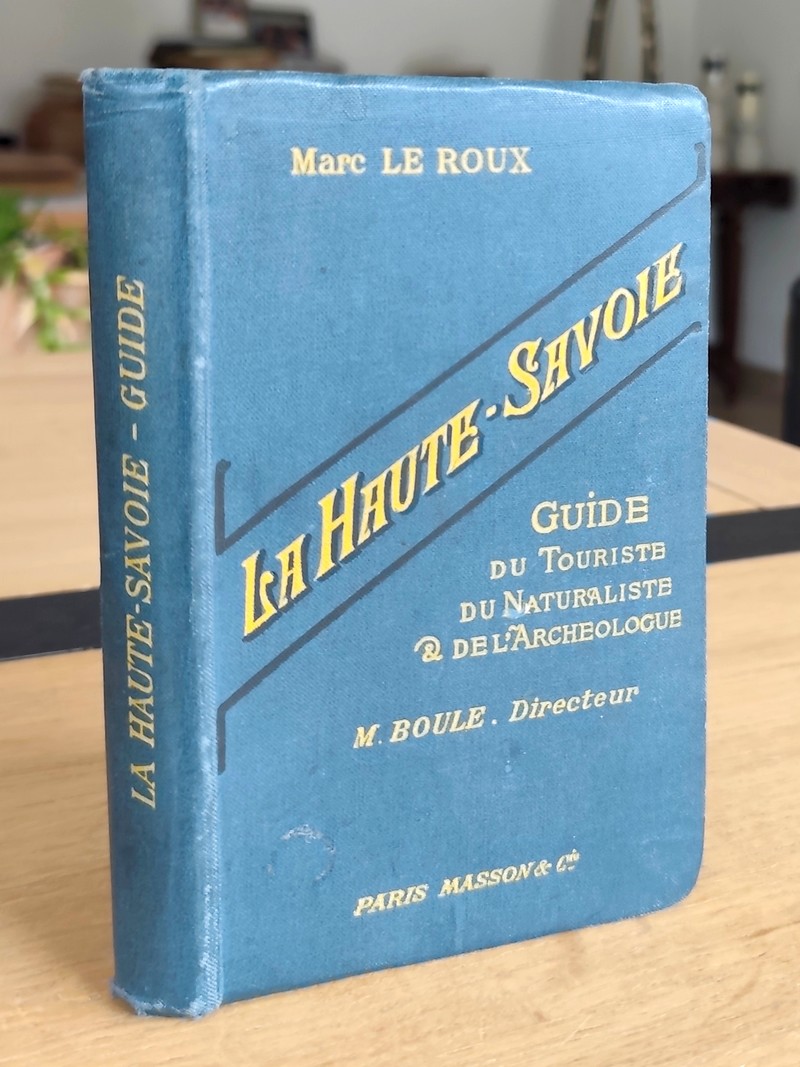 LA HAUTE-SAVOIE - GUIDE
Marc LE ROUX
LA HAUTE-SAVOIE
GUIDE
DU TOURISTE
DU NATURALISTE
& DE L'ARCHEOLOGUE
M. BOULE. Directeur
PARIS MASSON & Cie